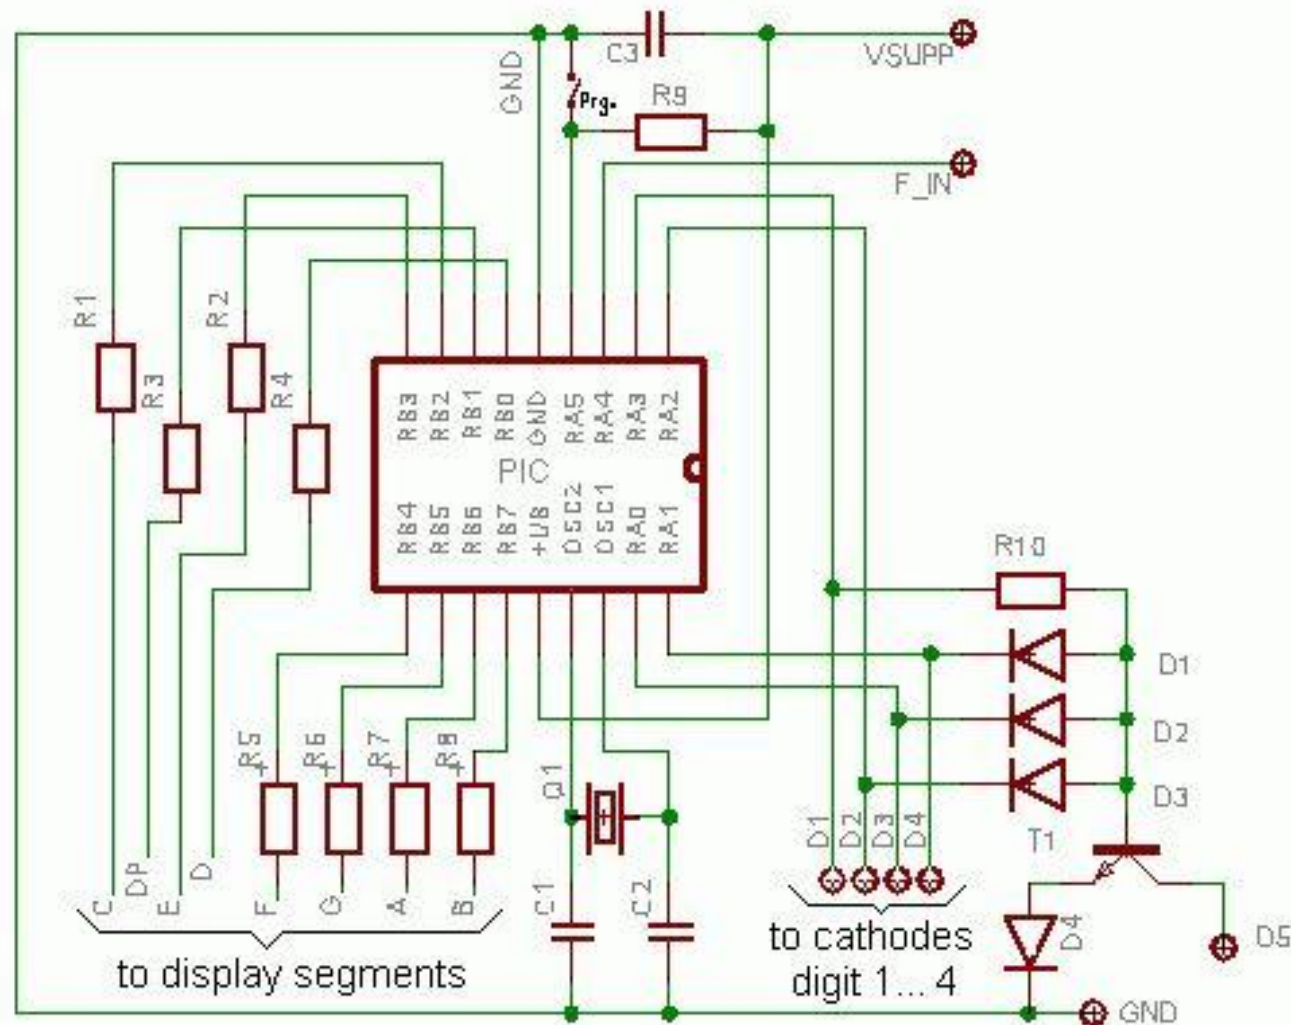 C3
VSUPP
GND
Prg.
R9
F_IN
R1
R2
R3
R4
RB3
RB2
RB1
RB0
GND
RA5
RA4
RA3
RA2
PIC
RB4
RB5
RB6
RB7
+UB
OSC2
OSC1
RA0
RA1
R10
D1
D2
D3
R5
R6
R7
R8
Q1
D1
D2
D3
D4
T1
C
DP
E
D
F
G
A
B
C1
C2
D4
D5
to display segments
to cathodes
digit 1... 4
GND